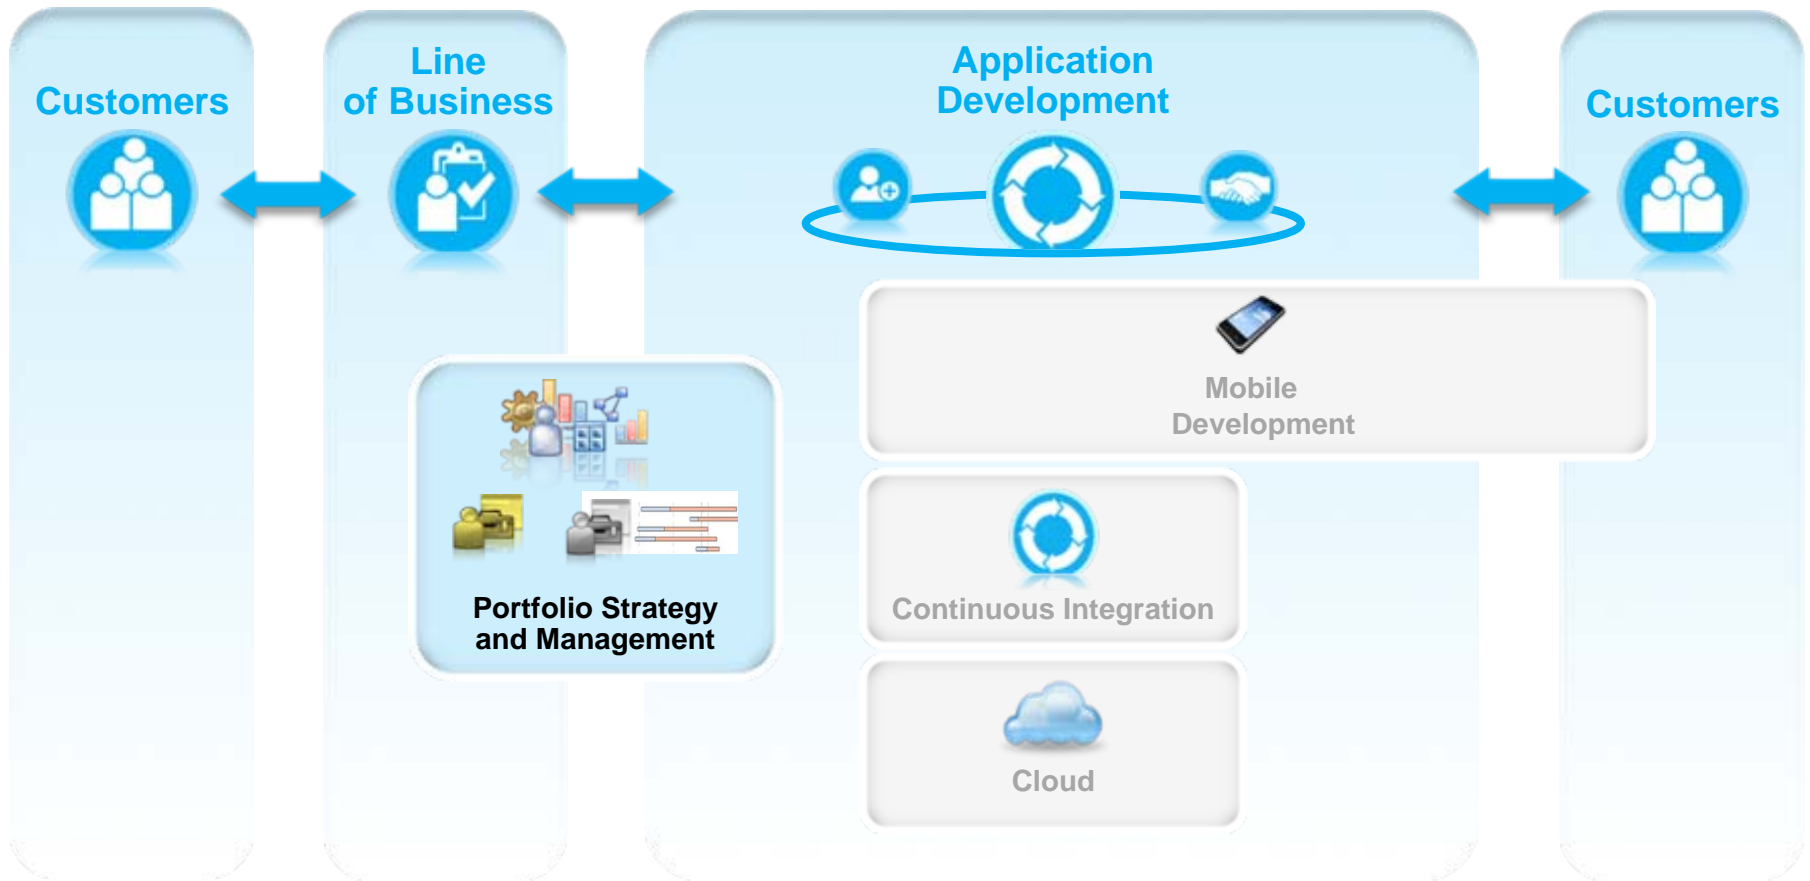 Customers
Line
of Business
Application
Development
Customers
Mobile
Development
Portfolio Strategy
and Management
Continuous Integration
Cloud